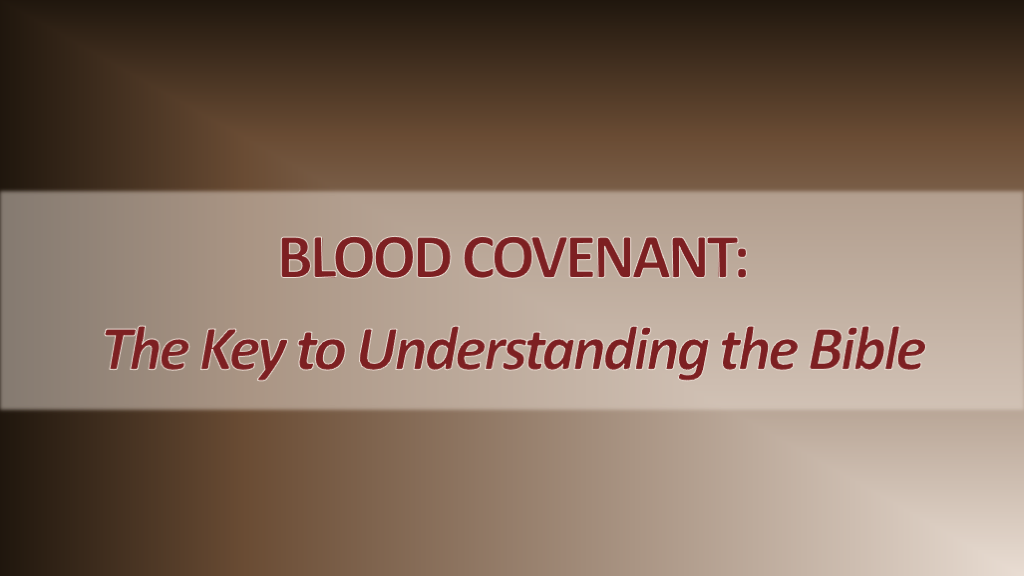 BLOOD COVENANT:
The Key to Understanding the Bible